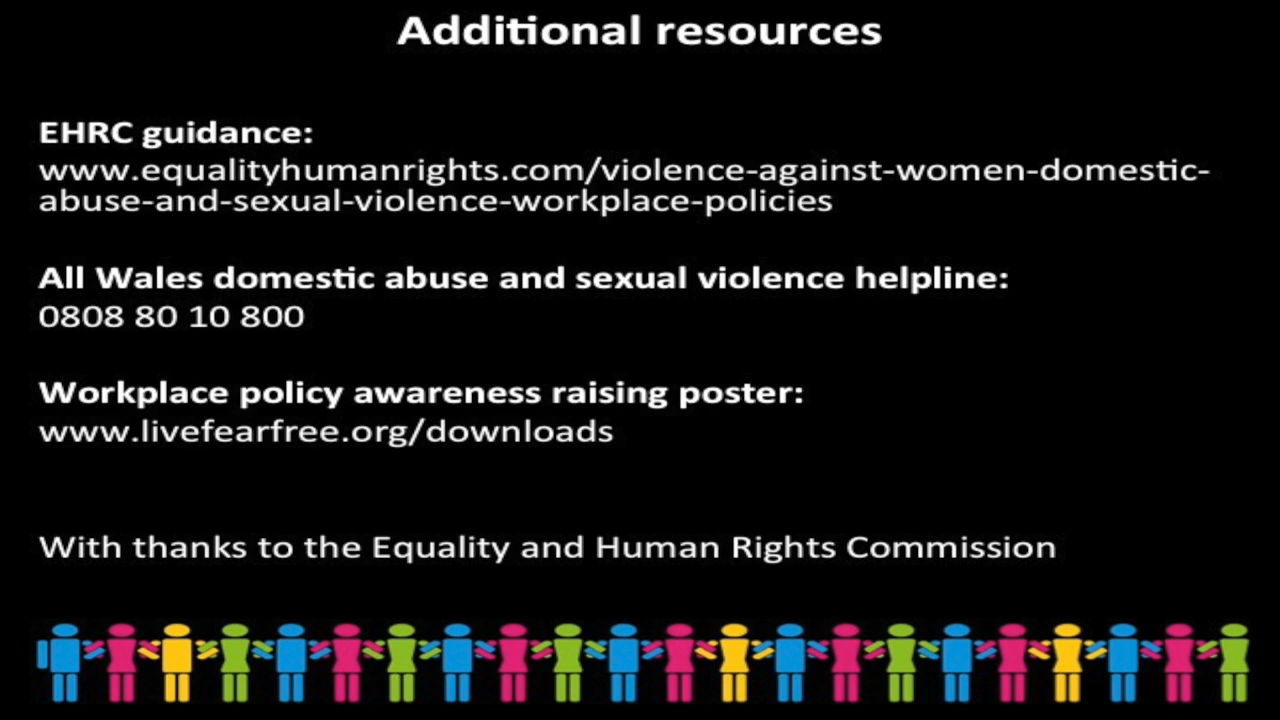 Additional resources
EHRC guidance:
www.equalityhumanrights.com/violence-against-women-domestic-
abuse-and-sexual-violence-workplace-policies
All Wales domestic abuse and sexual violence helpline:
0808 80 10 800
Workplace policy awareness raising poster:
www.livefearfree.org/downloads
With thanks to the Equality and Human Rights Commission